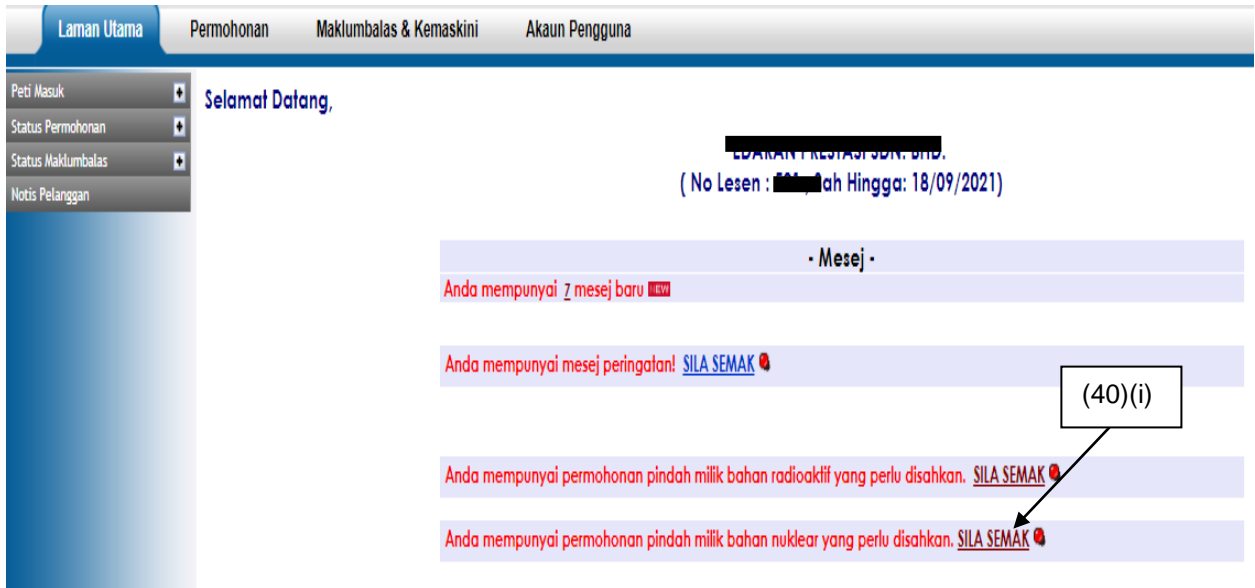 Laman Utama Permohonan Maklumbalas & Kemaskini Akaun Pengguna
Peti Masuk
Status Permohonan
Status Maklumbalas
Notis Pelanggan
Selamat Datang,
( No Lesen : ah Hingga: 18/09/2021)
- Mesej -
Anda mempunyai 7 mesej baru NEW
Anda mempunyai mesej peringatan! SILA SEMAK
(40)(i)
Anda mempunyai permohonan pindah milik bahan radioaktif yang perlu disahkan. SILA SEMAK
Anda mempunyai permohonan pindah milik bahan nuklear yang perlu disahkan. SILA SEMAK